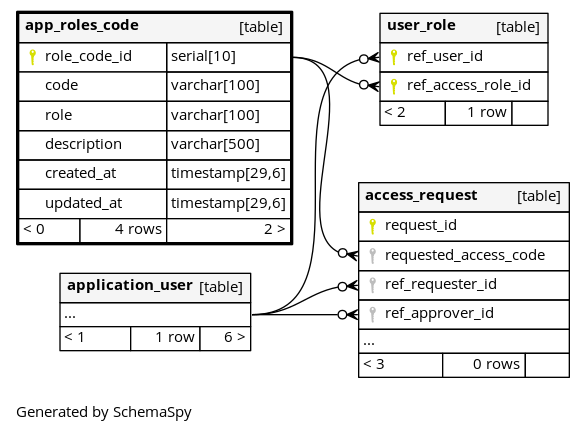 app_roles_code [table]
role_code_id serial[10]
code varchar[100]
role varchar[100]
description varchar[500]
created_at timestamp[29,6]
updated_at timestamp[29,6]
< 0 4 rows 2 >
user_role [table]
ref_user_id
ref_access_role_id
< 2 1 row
access_request [table]
request_id
requested_access_code
ref_requester_id
ref_approver_id
...
< 3 0 rows
application_user [table]
...
< 1 1 row 6 >
Generated by SchemaSpy